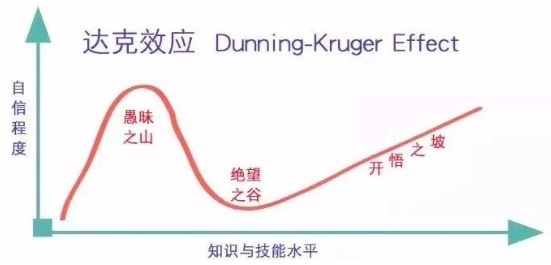 达克效应 Dunning-Kruger Effect
自信程度
愚昧
之山
绝望
之谷
开悟之坡
知识与技能水平